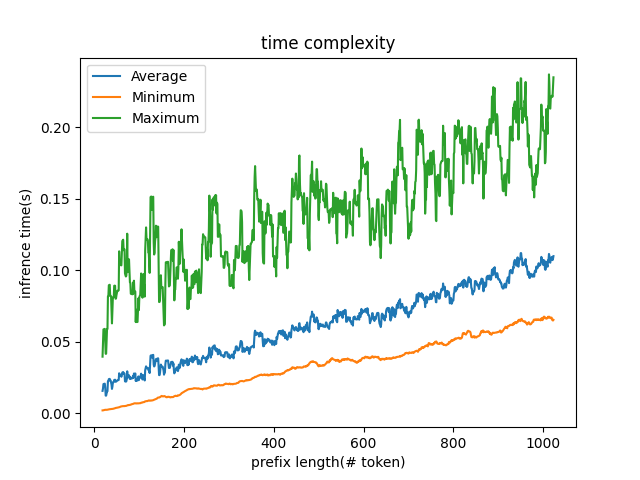 time complexity
Average
Minimum
Maximum
infrence time(s)
0.20
0.15
0.10
0.05
0.00
0 200 400 600 800 1000
prefix length(# token)